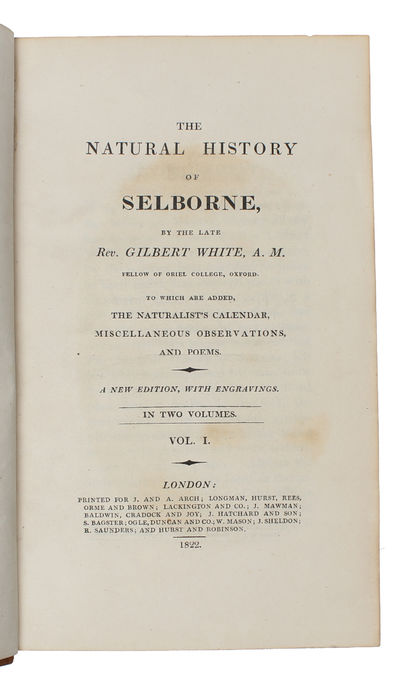 THE
NATURAL HISTORY
OF
SELBORNE,
BY THE LATE
Rev. GILBERT WHITE, A. M.
FELLOW OF ORIEL COLLEGE, OXFORD.
TO WHICH ARE ADDED,
THE NATURALIST'S CALENDAR,
MISCELLANEOUS OBSERVATIONS,
AND POEMS.
A NEW EDITION, WITH ENGRAVINGS.
IN TWO VOLUMES.
VOL. I.
LONDON:
PRINTED FOR J. AND A. ARCH; LONGMAN, HURST, REES,
ORME AND BROWN; LACKINGTON AND CO.; J. MAWMAN;
BALDWIN, CRADOCK AND JOY; J. HATCHARD AND SON;
S. BAGSTER; OGLE, DUNCAN AND CO.; W. MASON; J. SHELDON;
R. SAUNDERS; AND HURST AND ROBINSON.
1822.